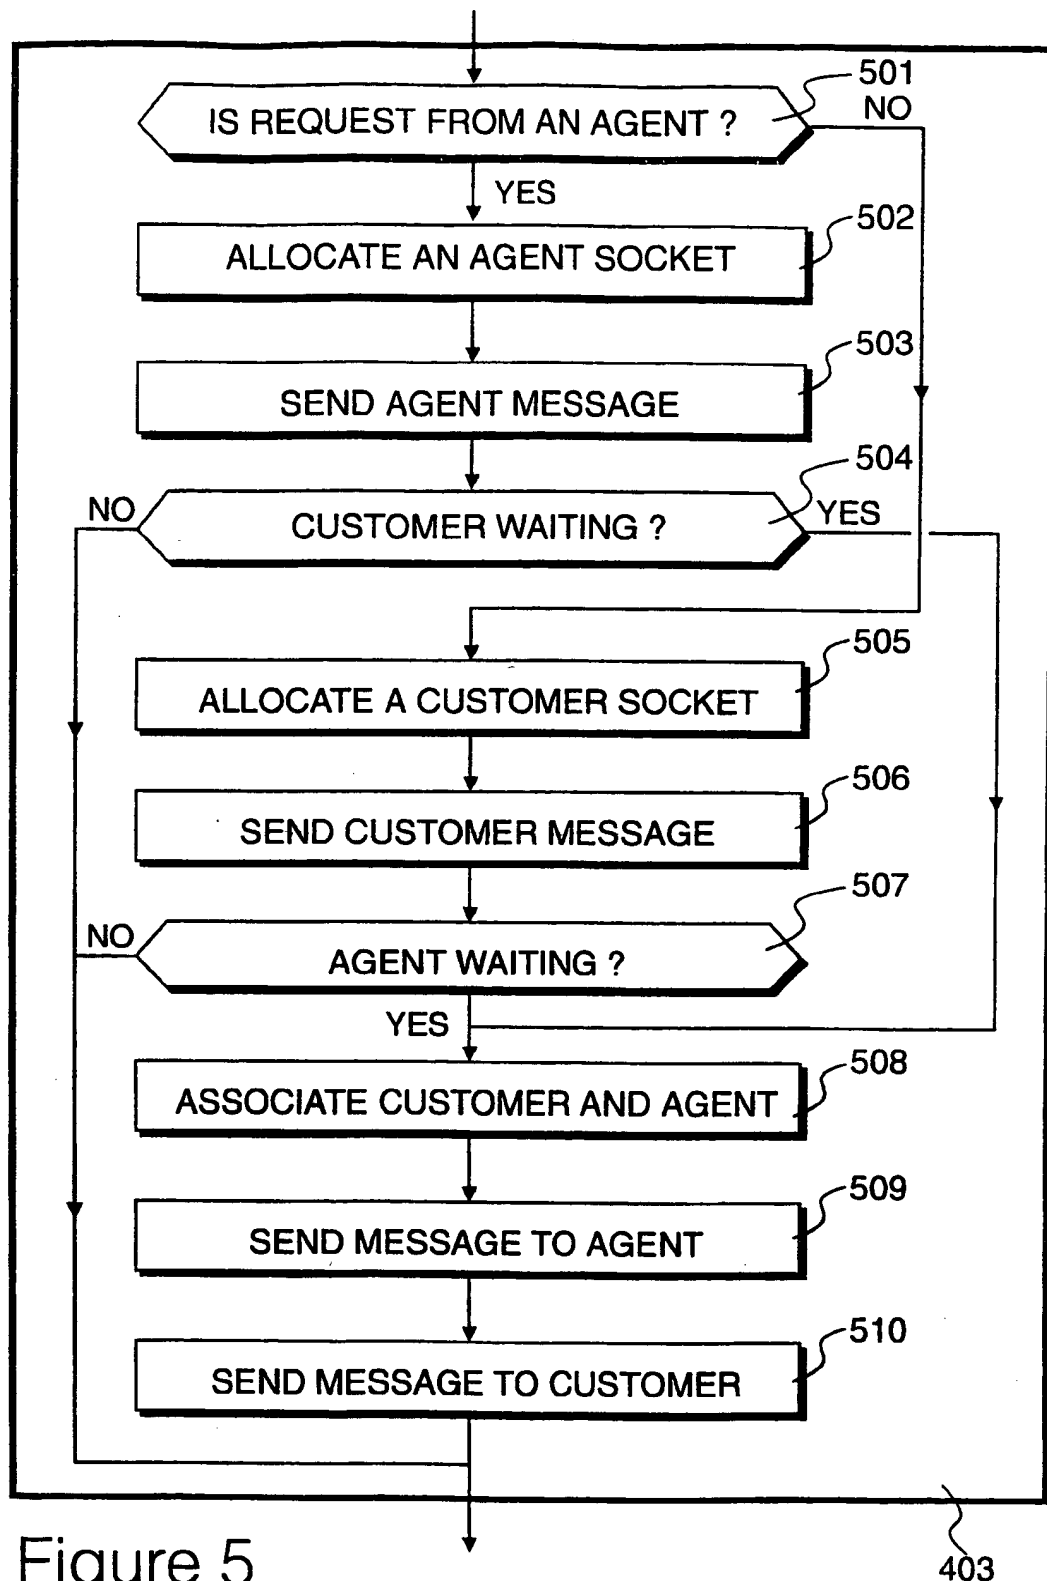 501
IS REQUEST FROM AN AGENT ?
NO
YES
502
ALLOCATE AN AGENT SOCKET
503
SEND AGENT MESSAGE
504
NO
CUSTOMER WAITING ?
YES
505
ALLOCATE A CUSTOMER SOCKET
506
SEND CUSTOMER MESSAGE
507
NO
AGENT WAITING ?
YES
508
ASSOCIATE CUSTOMER AND AGENT
509
SEND MESSAGE TO AGENT
510
SEND MESSAGE TO CUSTOMER
Figure 5
403